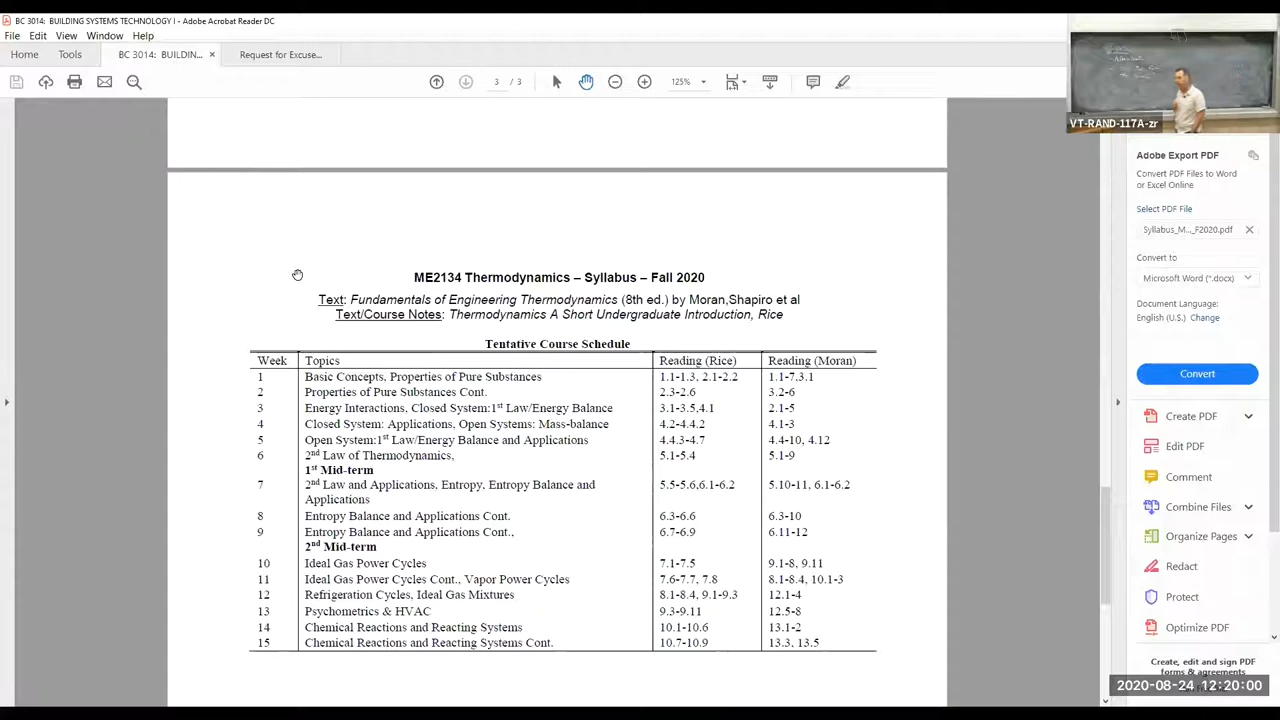 BC 3014: BUILDING SYSTEMS TECHNOLOGY I - Adobe Acrobat Reader DC
File Edit View Window Help
Home Tools BC 3014: BUILDIN... × Request for Excuse...
3 / 3 125%
VT-RAND-117A-zr
ME2134 Thermodynamics – Syllabus – Fall 2020
Text: Fundamentals of Engineering Thermodynamics (8th ed.) by Moran,Shapiro et al
Text/Course Notes: Thermodynamics A Short Undergraduate Introduction, Rice
Tentative Course Schedule
Week Topics Reading (Rice) Reading (Moran)
1 Basic Concepts, Properties of Pure Substances 1.1-1.3, 2.1-2.2 1.1-7,3.1
2 Properties of Pure Substances Cont. 2.3-2.6 3.2-6
3 Energy Interactions, Closed System:1st Law/Energy Balance 3.1-3.5,4.1 2.1-5
4 Closed System: Applications, Open Systems: Mass-balance 4.2-4.4.2 4.1-3
5 Open System:1st Law/Energy Balance and Applications 4.4.3-4.7 4.4-10, 4.12
6 2nd Law of Thermodynamics, 5.1-5.4 5.1-9
1st Mid-term
7 2nd Law and Applications, Entropy, Entropy Balance and 5.5-5.6,6.1-6.2 5.10-11, 6.1-6.2
Applications
8 Entropy Balance and Applications Cont. 6.3-6.6 6.3-10
9 Entropy Balance and Applications Cont., 6.7-6.9 6.11-12
2nd Mid-term
10 Ideal Gas Power Cycles 7.1-7.5 9.1-8, 9.11
11 Ideal Gas Power Cycles Cont., Vapor Power Cycles 7.6-7.7, 7.8 8.1-8.4, 10.1-3
12 Refrigeration Cycles, Ideal Gas Mixtures 8.1-8.4, 9.1-9.3 12.1-4
13 Psychometrics & HVAC 9.3-9.11 12.5-8
14 Chemical Reactions and Reacting Systems 10.1-10.6 13.1-2
15 Chemical Reactions and Reacting Systems Cont. 10.7-10.9 13.3, 13.5
Adobe Export PDF
Convert PDF Files to Word
or Excel Online
Select PDF File
Syllabus_M..._F2020.pdf ×
Convert to
Microsoft Word (*.docx)
Document Language:
English (U.S.) Change
Convert
Create PDF
Edit PDF
Comment
Combine Files
Organize Pages
Redact
Protect
Optimize PDF
Create, edit and sign PDF
forms & agreements
2020-08-24 12:20:00